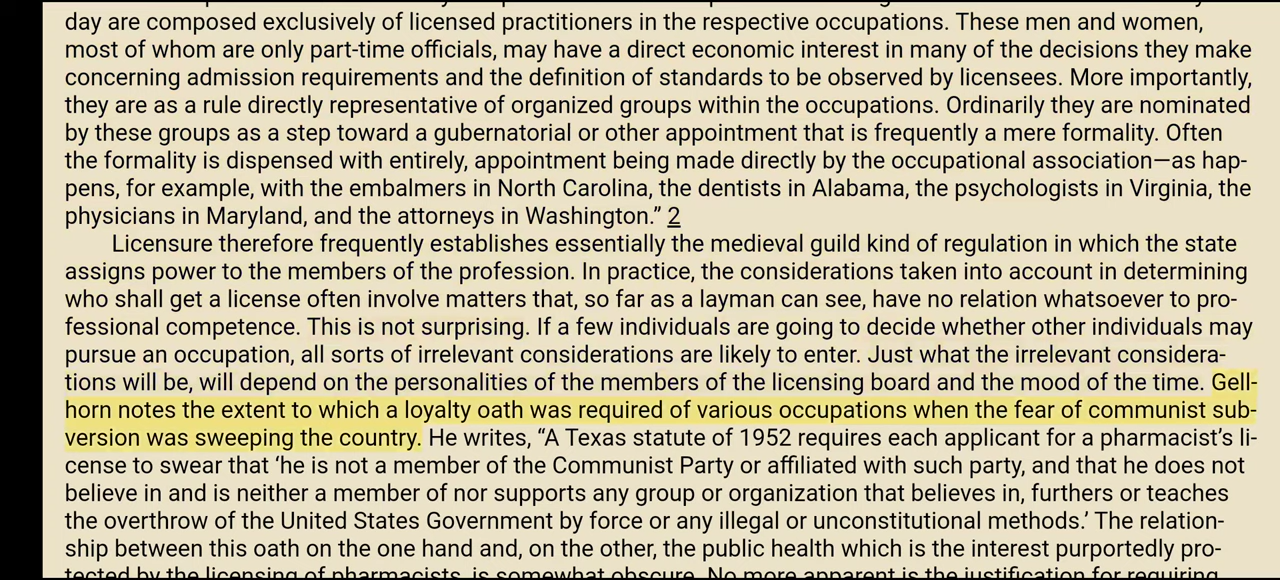 day are composed exclusively of licensed practitioners in the respective occupations. These men and women,
most of whom are only part-time officials, may have a direct economic interest in many of the decisions they make
concerning admission requirements and the definition of standards to be observed by licensees. More importantly,
they are as a rule directly representative of organized groups within the occupations. Ordinarily they are nominated
by these groups as a step toward a gubernatorial or other appointment that is frequently a mere formality. Often
the formality is dispensed with entirely, appointment being made directly by the occupational association—as hap-
pens, for example, with the embalmers in North Carolina, the dentists in Alabama, the psychologists in Virginia, the
physicians in Maryland, and the attorneys in Washington.” 2
Licensure therefore frequently establishes essentially the medieval guild kind of regulation in which the state
assigns power to the members of the profession. In practice, the considerations taken into account in determining
who shall get a license often involve matters that, so far as a layman can see, have no relation whatsoever to pro-
fessional competence. This is not surprising. If a few individuals are going to decide whether other individuals may
pursue an occupation, all sorts of irrelevant considerations are likely to enter. Just what the irrelevant considera-
tions will be, will depend on the personalities of the members of the licensing board and the mood of the time. Gell-
horn notes the extent to which a loyalty oath was required of various occupations when the fear of communist sub-
version was sweeping the country. He writes, “A Texas statute of 1952 requires each applicant for a pharmacist’s li-
cense to swear that ‘he is not a member of the Communist Party or affiliated with such party, and that he does not
believe in and is neither a member of nor supports any group or organization that believes in, furthers or teaches
the overthrow of the United States Government by force or any illegal or unconstitutional methods.’ The relation-
ship between this oath on the one hand and, on the other, the public health which is the interest purportedly pro-
tected by the licensing of pharmacists, is somewhat obscure. No more apparent is the justification for requiring